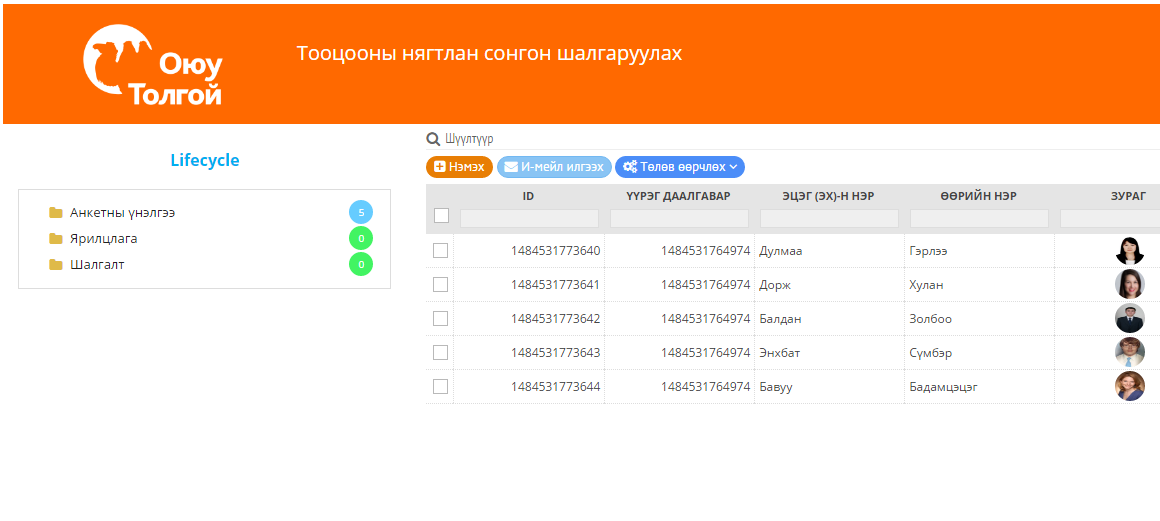 Оюу
Толгой
Тооцооны нягтлан сонгон шалгаруулах
Lifecycle
Анкетны үнэлгээ 5
Ярилцлага 0
Шалгалт 0
Шүүлтүүр
Нэмэх И-мейл илгээх Төлөв өөрчлөх
ID ҮҮРЭГ ДААЛГАВАР ЭЦЭГ (ЭХ)-Н НЭР ӨӨРИЙН НЭР ЗУРАГ
1484531773640 1484531764974 Дулмаа Гэрлээ
1484531773641 1484531764974 Дорж Хулан
1484531773642 1484531764974 Балдан Золбоо
1484531773643 1484531764974 Энхбат Сүмбэр
1484531773644 1484531764974 Бавуу Бадамцэцэг